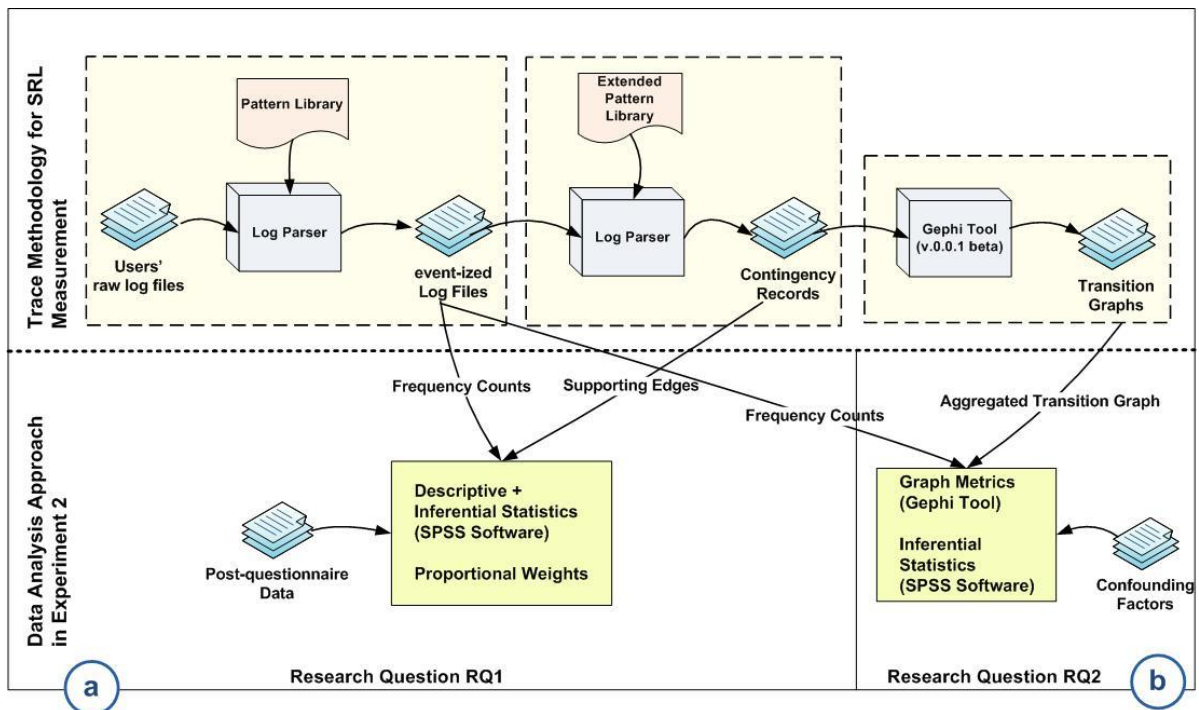 Trace Methodology for SRL
Measurement
Pattern Library
Extended
Pattern
Library
Users'
raw log files
Log Parser
event-ized
Log Files
Log Parser
Contingency
Records
Gephi Tool
(v.0.0.1 beta)
Transition
Graphs
Data Analysis Approach
in Experiment 2
Frequency Counts
Supporting Edges
Frequency Counts
Aggregated Transition Graph
Post-questionnaire
Data
Descriptive +
Inferential Statistics
(SPSS Software)
Proportional Weights
Graph Metrics
(Gephi Tool)
Inferential
Statistics
(SPSS Software)
Confounding
Factors
a
Research Question RQ1
Research Question RQ2
b